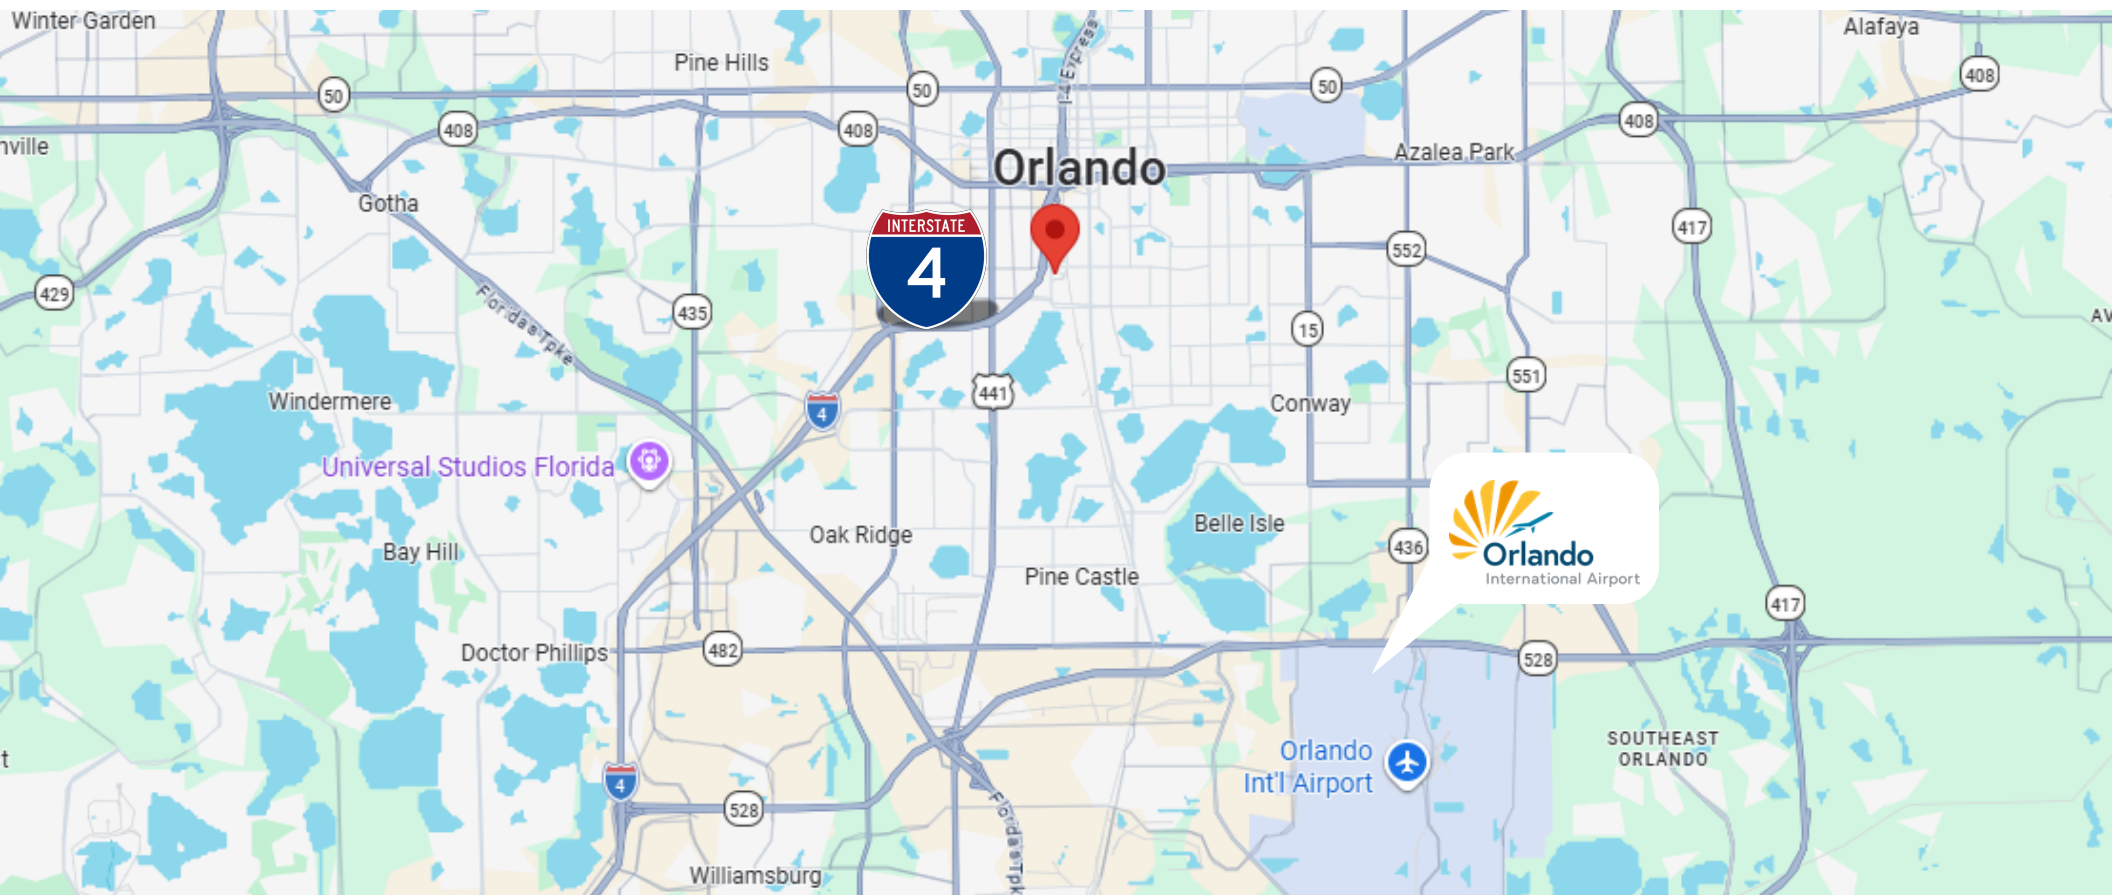 Winter Garden
Alafaya
Pine Hills
408
50
50
50
I-4 Express
408
408
408
nville
Azalea Park
Orlando
Gotha
INTERSTATE
4
417
552
429
Florida's Tpke
435
15
AV
551
441
Windermere
4
Conway
Universal Studios Florida
Belle Isle
Oak Ridge
436
Orlando
International Airport
Bay Hill
Pine Castle
417
Doctor Phillips
482
528
Orlando
Int'l Airport
SOUTHEAST
ORLANDO
t
4
528
Florida's Tpk
Williamsburg